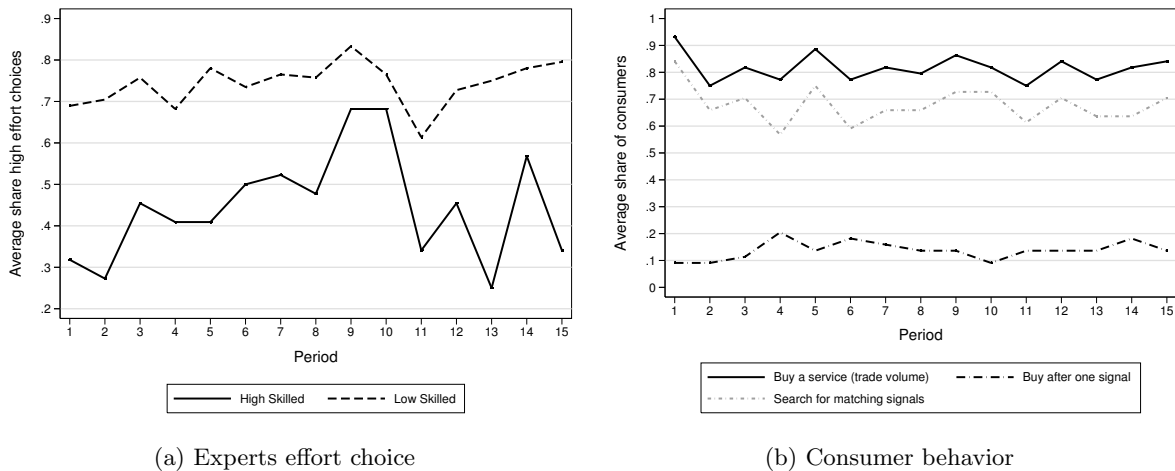 Average share high effort choices
.9
.8
.7
.6
.5
.4
.3
.2
1 2 3 4 5 6 7 8 9 10 11 12 13 14 15
Period
High Skilled Low Skilled
(a) Experts effort choice
Average share of consumers
1
.9
.8
.7
.6
.5
.4
.3
.2
.1
0
1 2 3 4 5 6 7 8 9 10 11 12 13 14 15
Period
Buy a service (trade volume) Buy after one signal
Search for matching signals
(b) Consumer behavior